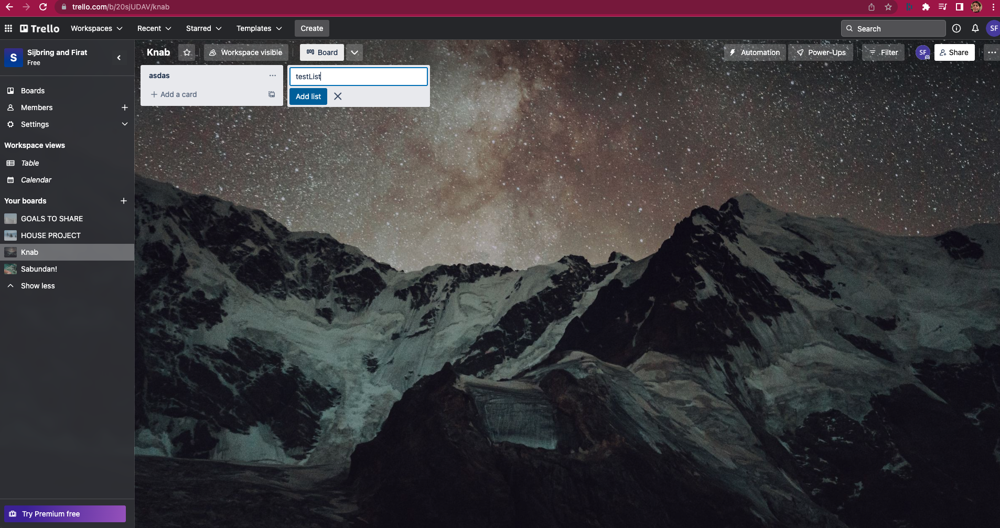 trello.com/b/20sjUDAV/knab
Trello Workspaces Recent Starred Templates Create Search SF
S Sijbring and Firat
Free
Knab Workspace visible Board Automation Power-Ups Filter SF Share
asdas
Add a card
testList
Add list
Boards
Members
Settings
Workspace views
Table
Calendar
Your boards
GOALS TO SHARE
HOUSE PROJECT
Knab
Sabundan!
Show less
Try Premium free